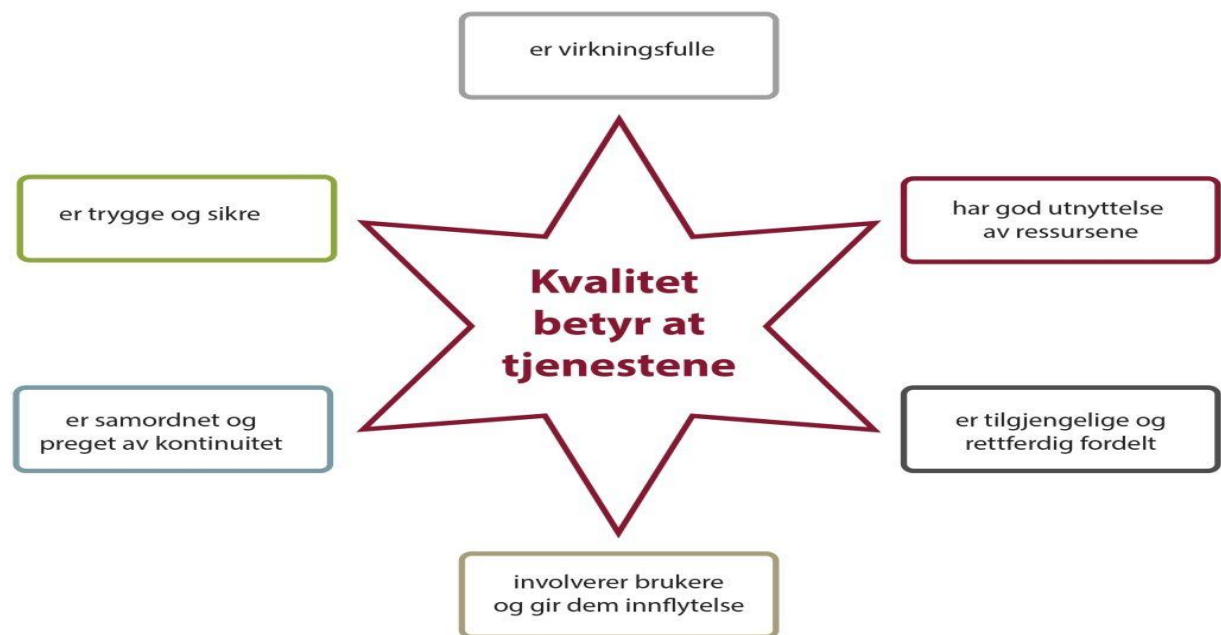 er virkningsfulle
er trygge og sikre
har god utnyttelse
av ressursene
Kvalitet
betyr at
tjenestene
er samordnet og
preget av kontinuitet
er tilgjengelige og
rettferdig fordelt
involverer brukere
og gir dem innflytelse